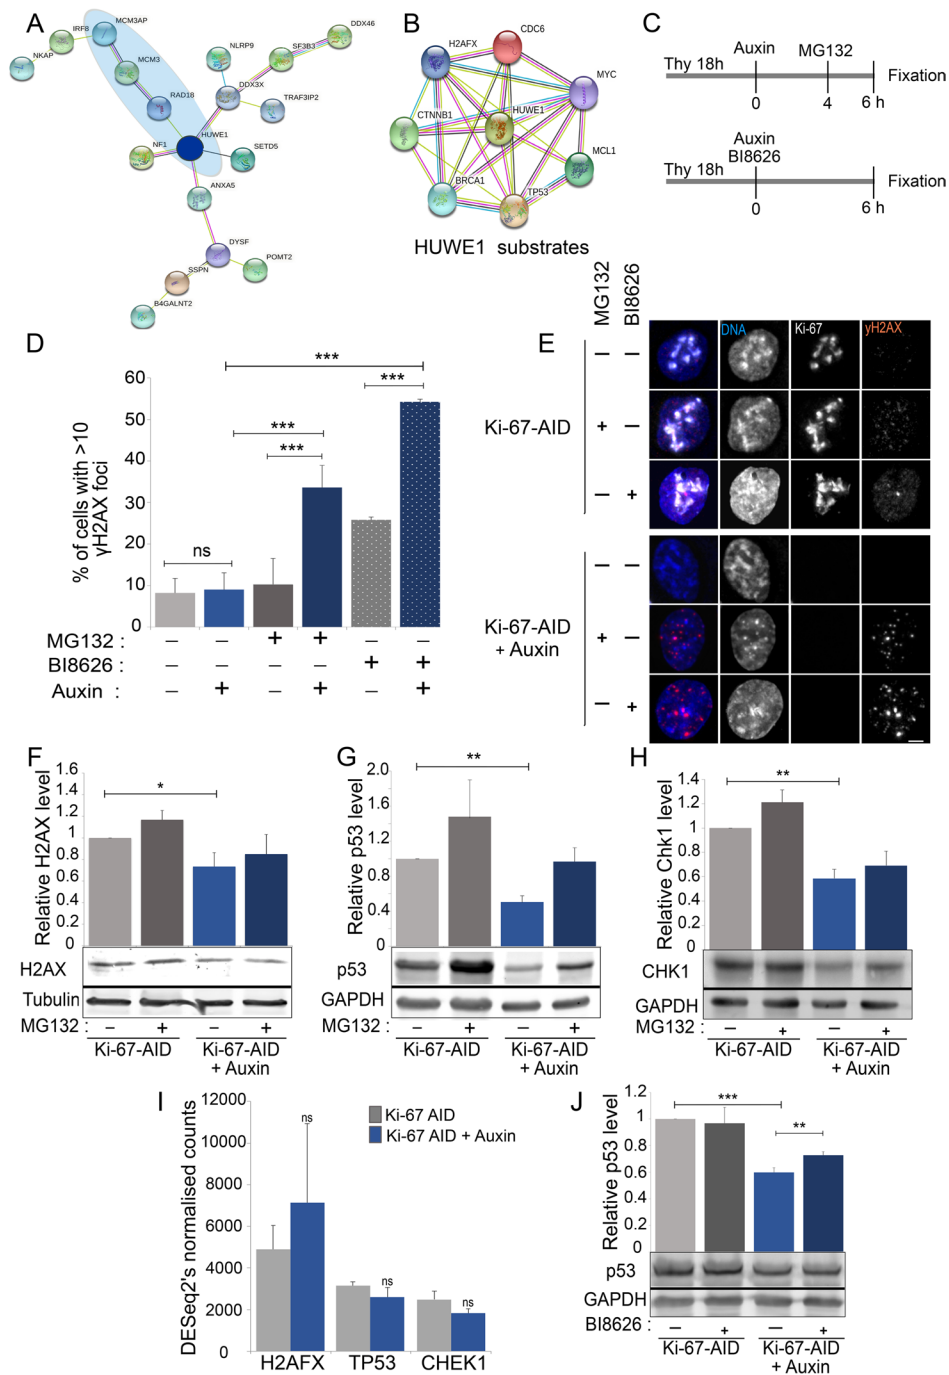 A
MCM3AP
IRF8
NKAP
MCM3
RAD18
NF1
HUWE1
NLRP9
SF3B3
DDX46
DDX3X
TRAF3IP2
SETD5
ANXA5
DYSF
POMT2
SSPN
B4GALNT2
B
CDC6
H2AFX
MYC
CTNNB1
HUWE1
MCL1
BRCA1
TP53
HUWE1 substrates
C
Auxin MG132
Thy 18h
Fixation
0 4 6 h
Auxin
BI8626
Thy 18h
Fixation
0 6 h
D
% of cells with >10
γH2AX foci
60
50
40
30
20
10
0
ns
***
***
***
***
MG132 : – – + + – –
BI8626 : – – – – + +
Auxin : – + – + – +
E
MG132
BI8626
DNA
Ki-67
γH2AX
– –
Ki-67-AID
+ –
– +
– –
Ki-67-AID
+ Auxin
+ –
– +
F
Relative H2AX level
1.6
1.4
1.2
1
0.8
0.6
0.4
0.2
0
*
H2AX
Tubulin
MG132 : – + – +
Ki-67-AID Ki-67-AID
+ Auxin
G
Relative p53 level
2.0
1.6
1.2
0.8
0.4
0
**
p53
GAPDH
MG132 : – + – +
Ki-67-AID Ki-67-AID
+ Auxin
H
Relative Chk1 level
1.4
1.2
1
0.8
0.6
0.4
0.2
0
**
CHK1
GAPDH
MG132 : – + – +
Ki-67-AID Ki-67-AID
+ Auxin
I
DESeq2's normalised counts
12000
10000
8000
6000
4000
2000
0
Ki-67 AID
Ki-67 AID + Auxin
ns
ns
ns
H2AFX TP53 CHEK1
J
Relative p53 level
1.2
1
0.8
0.6
0.4
0.2
0
***
**
p53
GAPDH
BI8626 : – + – +
Ki-67-AID Ki-67-AID
+ Auxin